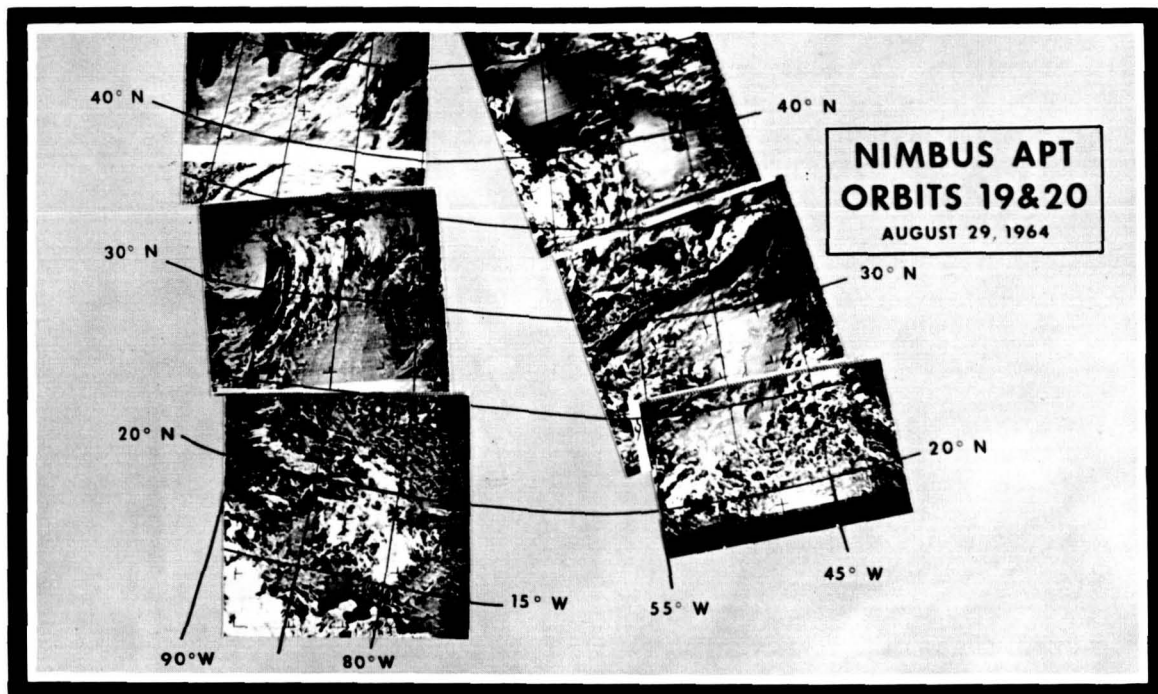 40° N
40° N
NIMBUS APT
ORBITS 19&20
AUGUST 29, 1964
30° N
30° N
20° N
20° N
15° W
55° W
45° W
90°W
80°W